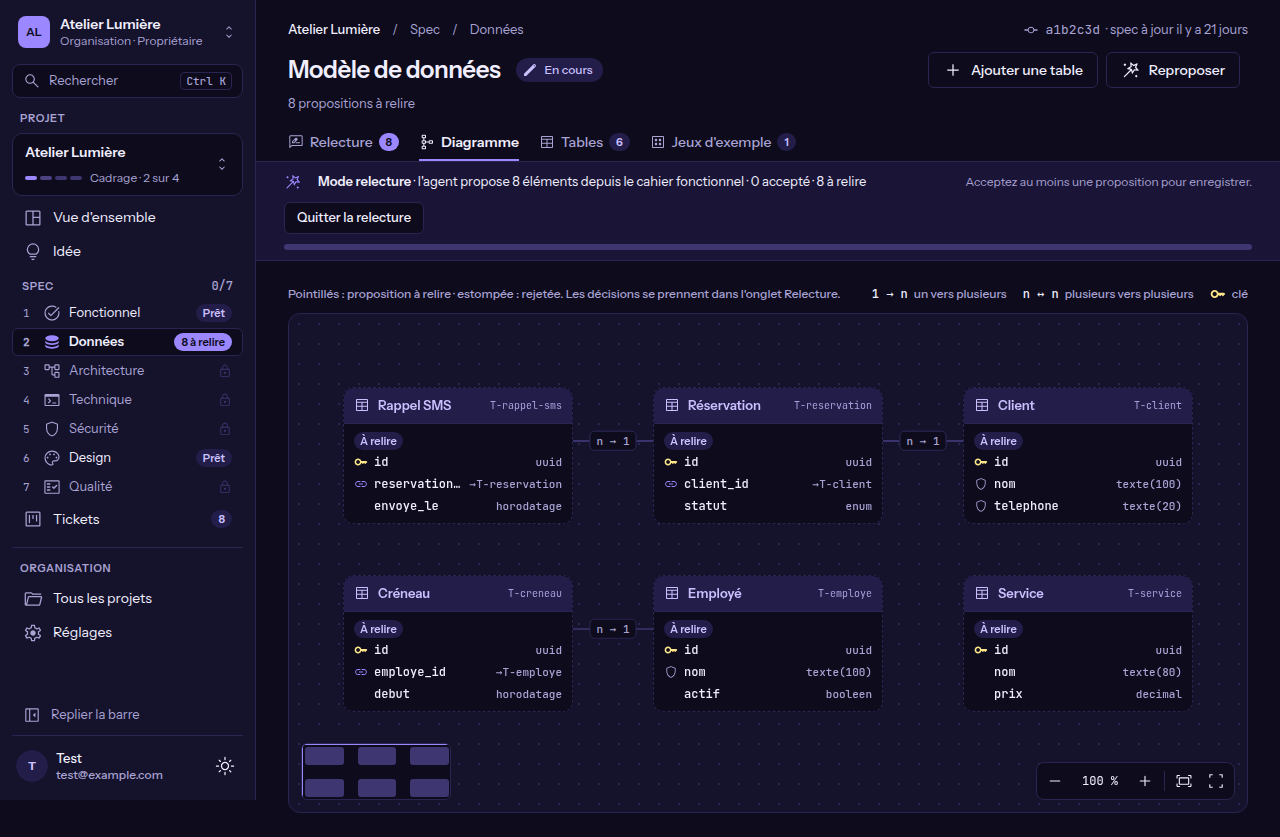 AL
Atelier Lumière
Organisation · Propriétaire
Rechercher
Ctrl K
PROJET
Atelier Lumière
Cadrage · 2 sur 4
Vue d'ensemble
Idée
SPEC 0/7
1 Fonctionnel Prêt
2 Données 8 à relire
3 Architecture
4 Technique
5 Sécurité
6 Design Prêt
7 Qualité
Tickets 8
ORGANISATION
Tous les projets
Réglages
Replier la barre
T
Test
test@example.com
Atelier Lumière / Spec / Données
a1b2c3d · spec à jour il y a 21 jours
Modèle de données
En cours
Ajouter une table
Reproposer
8 propositions à relire
Relecture 8
Diagramme
Tables 6
Jeux d'exemple 1
Mode relecture · l'agent propose 8 éléments depuis le cahier fonctionnel · 0 accepté · 8 à relire
Acceptez au moins une proposition pour enregistrer.
Quitter la relecture
Pointillés : proposition à relire · estompée : rejetée. Les décisions se prennent dans l'onglet Relecture.
1 → n un vers plusieurs
n ↔ n plusieurs vers plusieurs
clé
Rappel SMS T-rappel-sms
À relire
id uuid
reservation… →T-reservation
envoye_le horodatage
n → 1
Réservation T-reservation
À relire
id uuid
client_id →T-client
statut enum
n → 1
Client T-client
À relire
id uuid
nom texte(100)
telephone texte(20)
Créneau T-creneau
À relire
id uuid
employe_id →T-employe
debut horodatage
n → 1
Employé T-employe
À relire
id uuid
nom texte(100)
actif booleen
Service T-service
À relire
id uuid
nom texte(80)
prix decimal
100 %